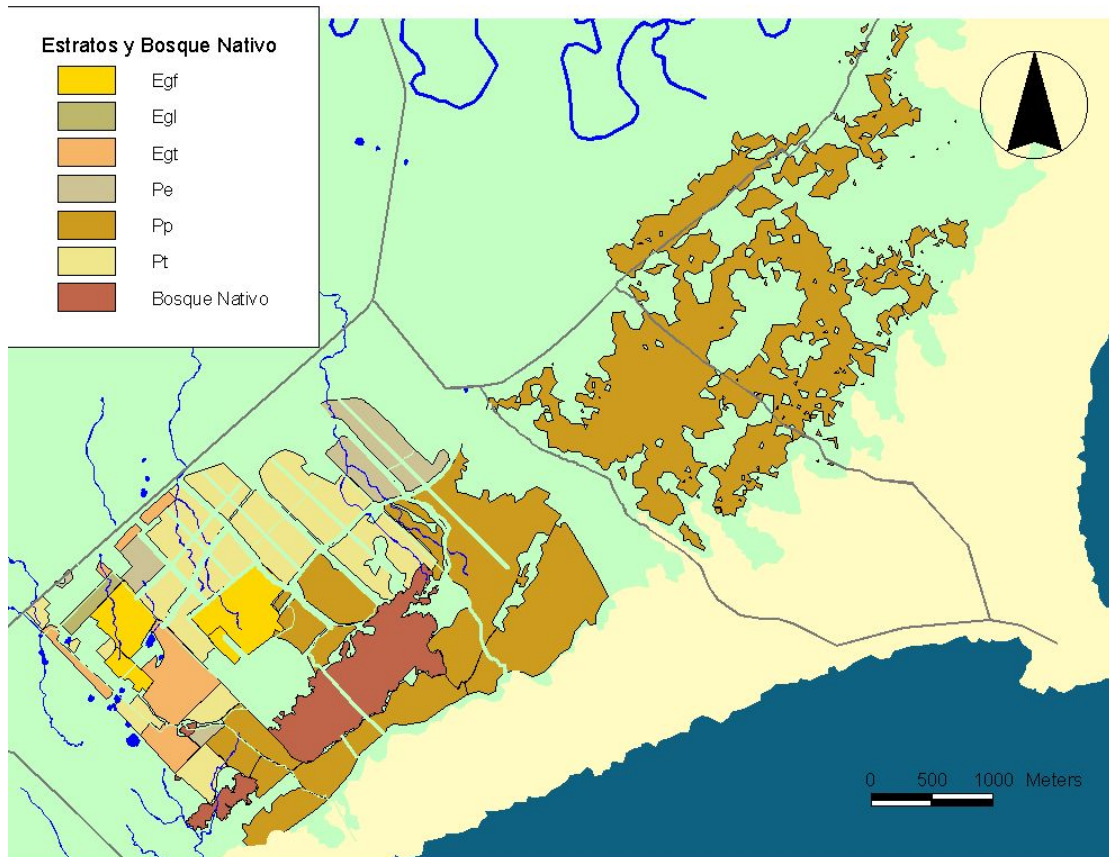 Estratos y Bosque Nativo
Egf
Egl
Egt
Pe
Pp
Pt
Bosque Nativo
0 500 1000 Meters